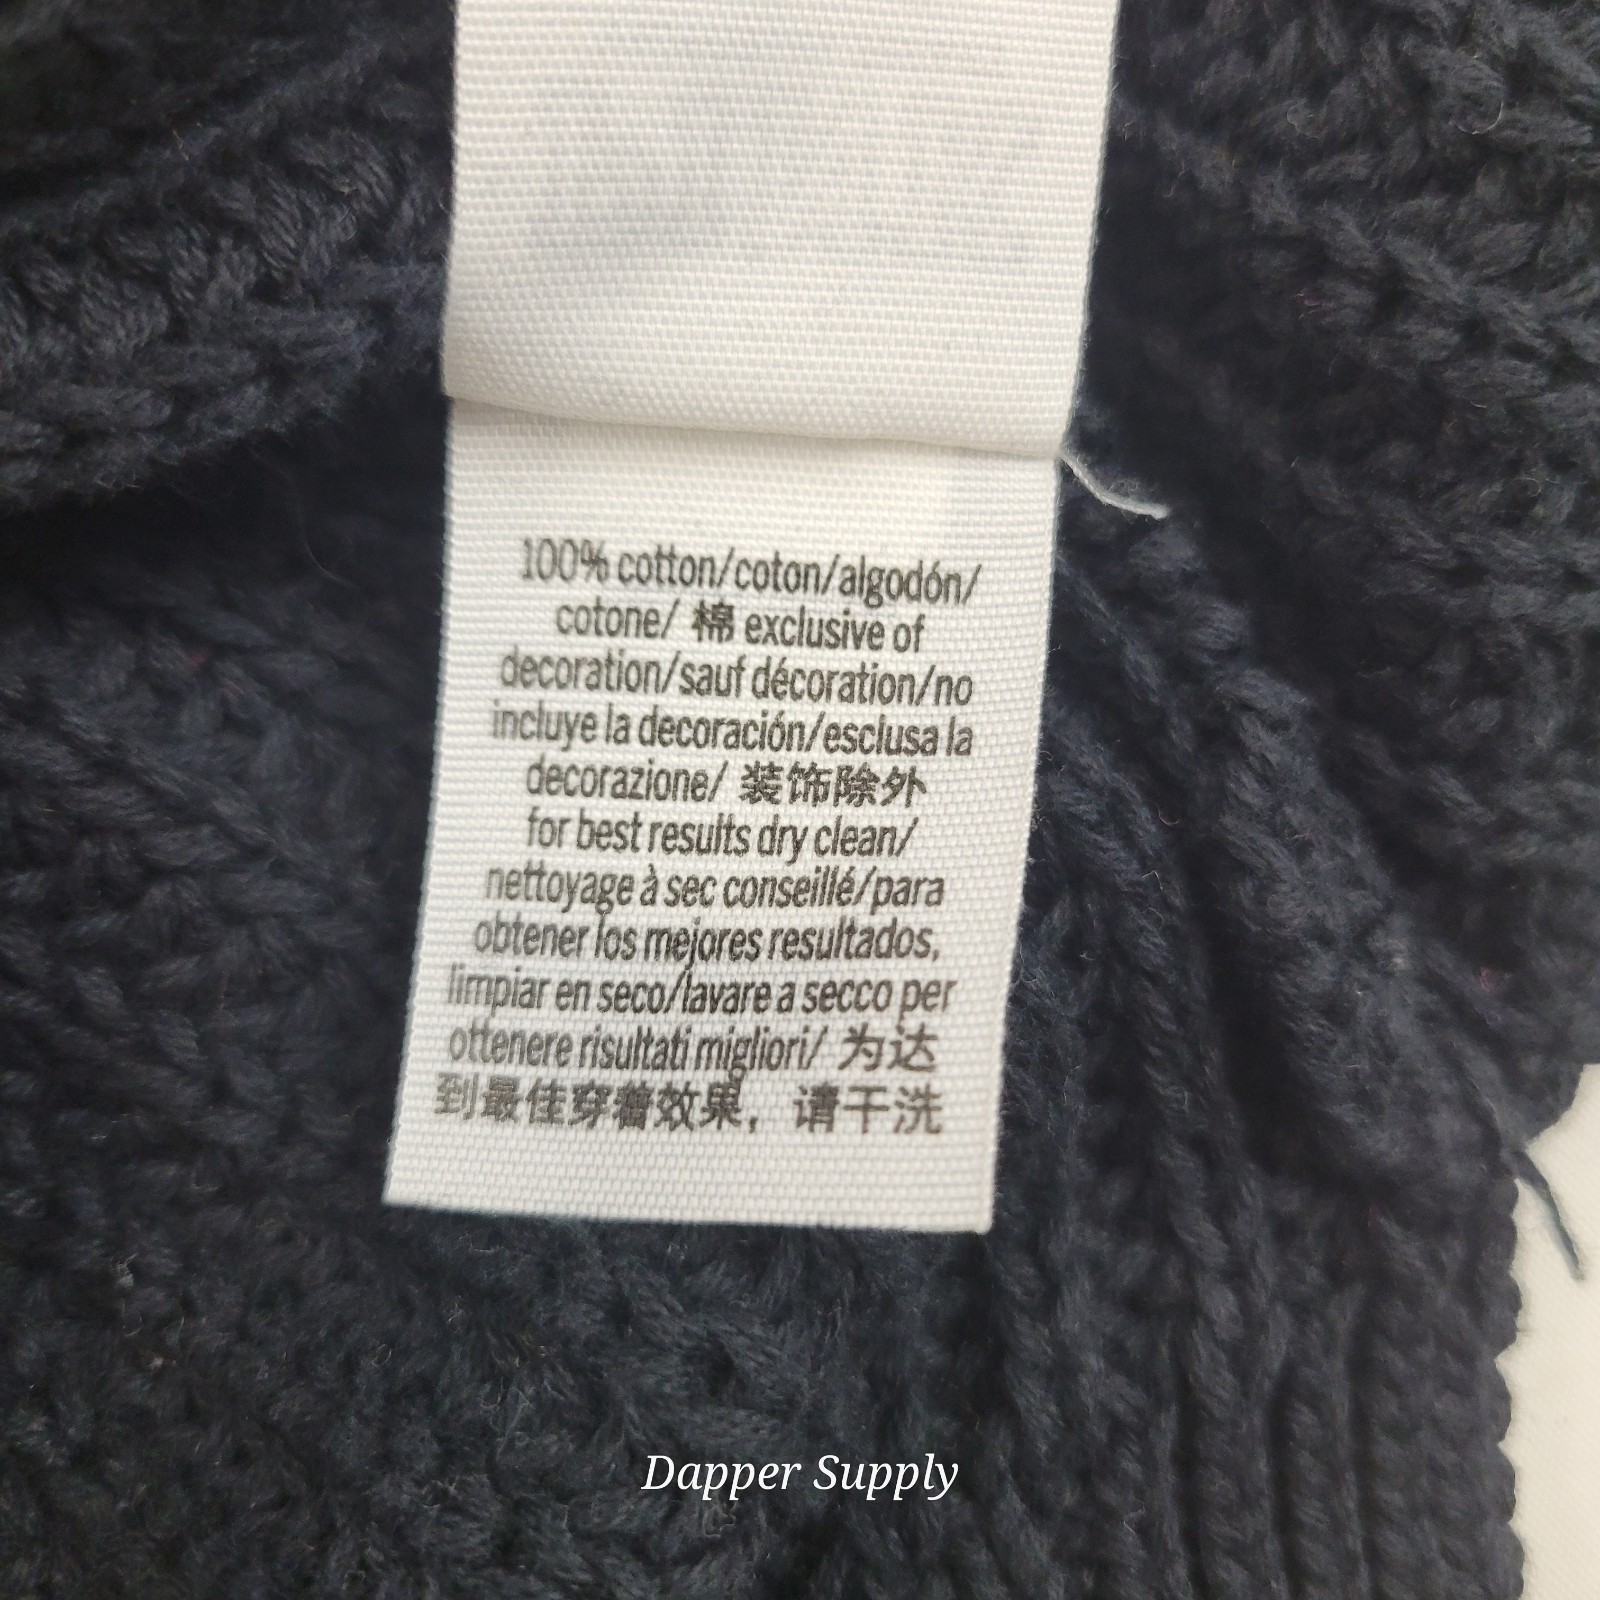 100% cotton/coton/algodón/
cotone/ 棉 exclusive of
decoration/sauf décoration/no
incluye la decoración/esclusa la
decorazione/ 装饰除外
for best results dry clean/
nettoyage à sec conseillé/para
obtener los mejores resultados,
limpiar en seco/lavare a secco per
ottenere risultati migliori/ 为达
到最佳穿着效果，请干洗
Dapper Supply